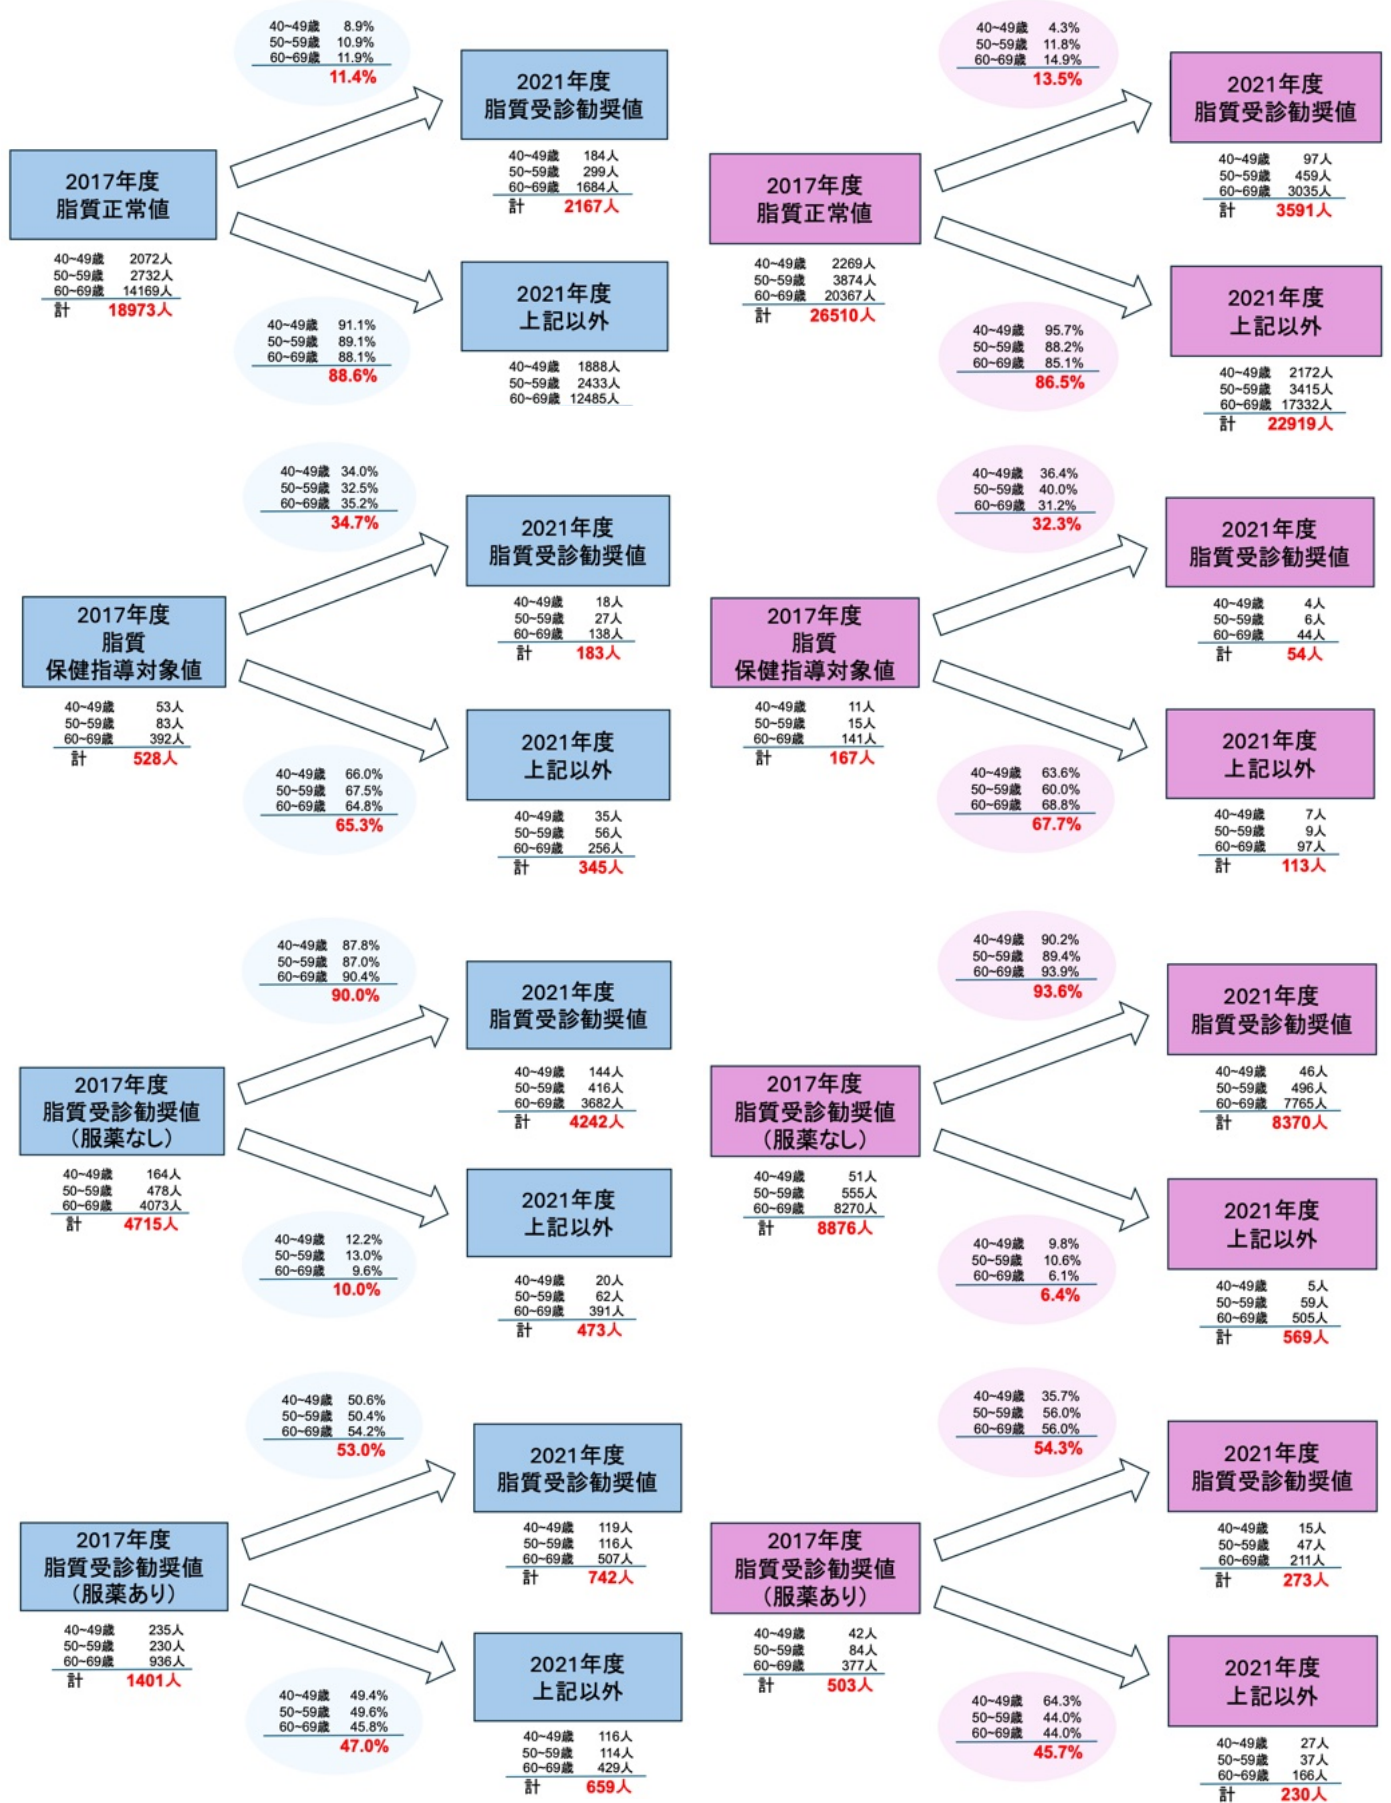 40~49歳 8.9%
50~59歳 10.9%
60~69歳 11.9%
11.4%
2021年度
脂質受診勧奨値
40~49歳 184人
50~59歳 299人
60~69歳 1684人
計 2167人
2017年度
脂質正常値
40~49歳 2072人
50~59歳 2732人
60~69歳 14169人
計 18973人
2021年度
上記以外
40~49歳 1888人
50~59歳 2433人
60~69歳 12485人
40~49歳 91.1%
50~59歳 89.1%
60~69歳 88.1%
88.6%
40~49歳 4.3%
50~59歳 11.8%
60~69歳 14.9%
13.5%
2021年度
脂質受診勧奨値
40~49歳 97人
50~59歳 459人
60~69歳 3035人
計 3591人
2017年度
脂質正常値
40~49歳 2269人
50~59歳 3874人
60~69歳 20367人
計 26510人
2021年度
上記以外
40~49歳 2172人
50~59歳 3415人
60~69歳 17332人
計 22919人
40~49歳 95.7%
50~59歳 88.2%
60~69歳 85.1%
86.5%
40~49歳 34.0%
50~59歳 32.5%
60~69歳 35.2%
34.7%
2021年度
脂質受診勧奨値
40~49歳 18人
50~59歳 27人
60~69歳 138人
計 183人
2017年度
脂質
保健指導対象値
40~49歳 53人
50~59歳 83人
60~69歳 392人
計 528人
2021年度
上記以外
40~49歳 35人
50~59歳 56人
60~69歳 256人
計 345人
40~49歳 66.0%
50~59歳 67.5%
60~69歳 64.8%
65.3%
40~49歳 36.4%
50~59歳 40.0%
60~69歳 31.2%
32.3%
2021年度
脂質受診勧奨値
40~49歳 4人
50~59歳 6人
60~69歳 44人
計 54人
2017年度
脂質
保健指導対象値
40~49歳 11人
50~59歳 15人
60~69歳 141人
計 167人
2021年度
上記以外
40~49歳 7人
50~59歳 9人
60~69歳 97人
計 113人
40~49歳 63.6%
50~59歳 60.0%
60~69歳 68.8%
67.7%
40~49歳 87.8%
50~59歳 87.0%
60~69歳 90.4%
90.0%
2021年度
脂質受診勧奨値
40~49歳 144人
50~59歳 416人
60~69歳 3682人
計 4242人
2017年度
脂質受診勧奨値
(服薬なし)
40~49歳 164人
50~59歳 478人
60~69歳 4073人
計 4715人
2021年度
上記以外
40~49歳 20人
50~59歳 62人
60~69歳 391人
計 473人
40~49歳 12.2%
50~59歳 13.0%
60~69歳 9.6%
10.0%
40~49歳 90.2%
50~59歳 89.4%
60~69歳 93.9%
93.6%
2021年度
脂質受診勧奨値
40~49歳 46人
50~59歳 496人
60~69歳 7765人
計 8370人
2017年度
脂質受診勧奨値
(服薬なし)
40~49歳 51人
50~59歳 555人
60~69歳 8270人
計 8876人
2021年度
上記以外
40~49歳 5人
50~59歳 59人
60~69歳 505人
計 569人
40~49歳 9.8%
50~59歳 10.6%
60~69歳 6.1%
6.4%
40~49歳 50.6%
50~59歳 50.4%
60~69歳 54.2%
53.0%
2021年度
脂質受診勧奨値
40~49歳 119人
50~59歳 116人
60~69歳 507人
計 742人
2017年度
脂質受診勧奨値
(服薬あり)
40~49歳 235人
50~59歳 230人
60~69歳 936人
計 1401人
2021年度
上記以外
40~49歳 116人
50~59歳 114人
60~69歳 429人
計 659人
40~49歳 49.4%
50~59歳 49.6%
60~69歳 45.8%
47.0%
40~49歳 35.7%
50~59歳 56.0%
60~69歳 56.0%
54.3%
2021年度
脂質受診勧奨値
40~49歳 15人
50~59歳 47人
60~69歳 211人
計 273人
2017年度
脂質受診勧奨値
(服薬あり)
40~49歳 42人
50~59歳 84人
60~69歳 377人
計 503人
2021年度
上記以外
40~49歳 27人
50~59歳 37人
60~69歳 166人
計 230人
40~49歳 64.3%
50~59歳 44.0%
60~69歳 44.0%
45.7%